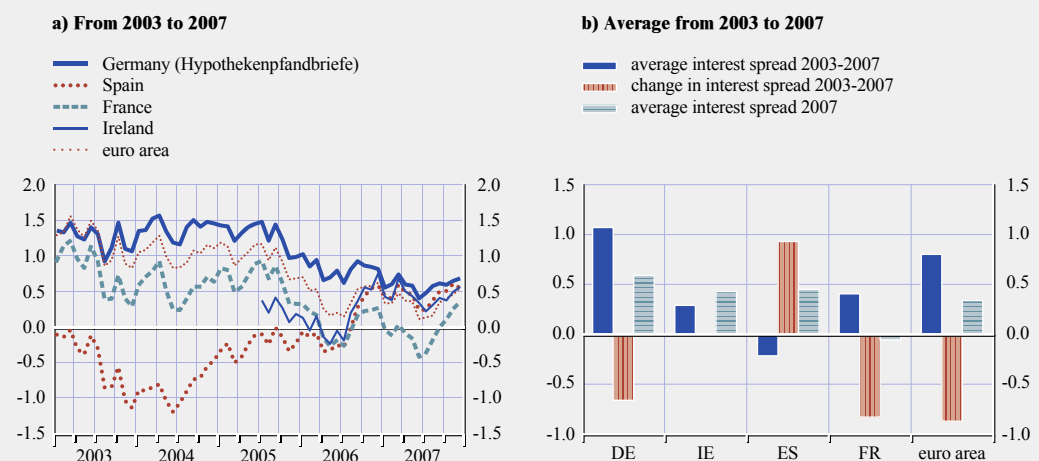 a) From 2003 to 2007
Germany (Hypothekenpfandbriefe)
Spain
France
Ireland
euro area
2.0 2.0
1.5 1.5
1.0 1.0
0.5 0.5
0.0 0.0
-0.5 -0.5
-1.0 -1.0
-1.5 -1.5
2003 2004 2005 2006 2007
b) Average from 2003 to 2007
average interest spread 2003-2007
change in interest spread 2003-2007
average interest spread 2007
1.5 1.5
1.0 1.0
0.5 0.5
0.0 0.0
-0.5 -0.5
-1.0 -1.0
DE IE ES FR euro area